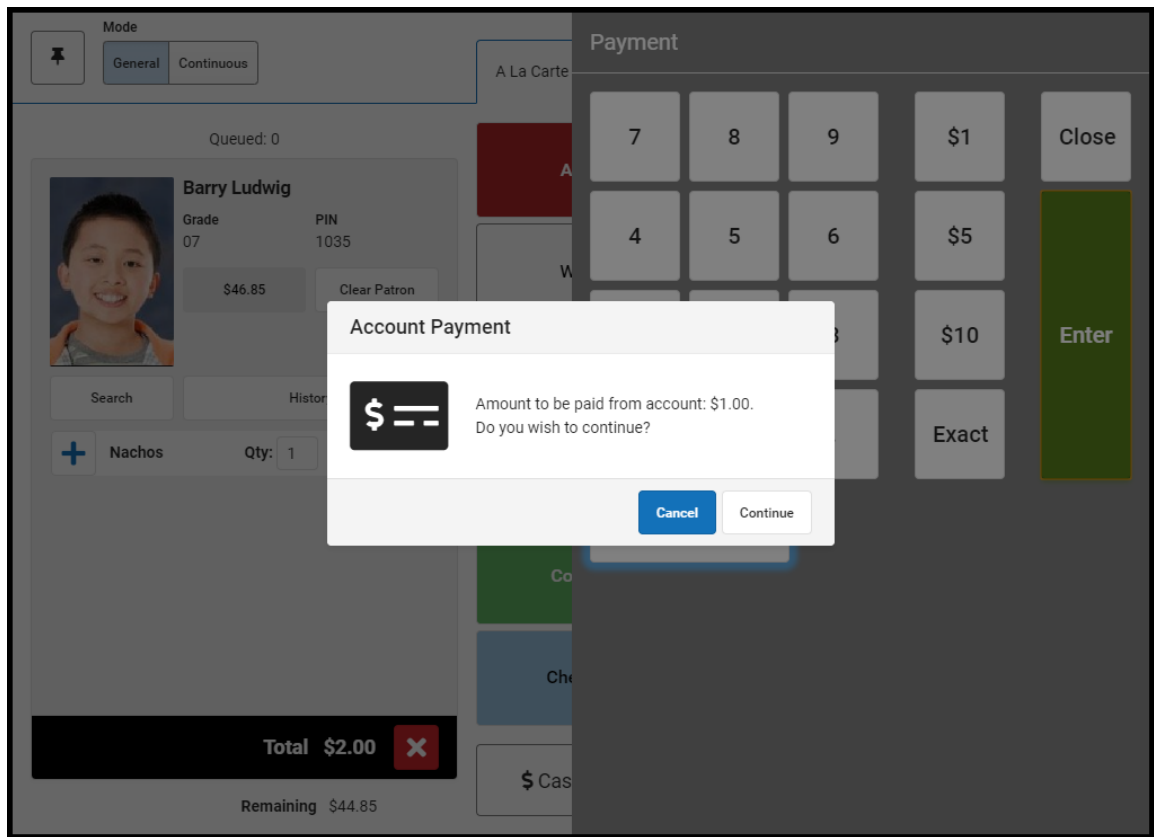 Mode
General Continuous
Queued: 0
Barry Ludwig
Grade PIN
07 1035
$46.85 Clear Patron
Search
Nachos Qty: 1
Total $2.00
Remaining $44.85
A La Carte
$ Cas
Payment
7 8 9 $1 Close
4 5 6 $5
$10 Enter
Exact
Account Payment
$
Amount to be paid from account: $1.00.
Do you wish to continue?
Cancel Continue